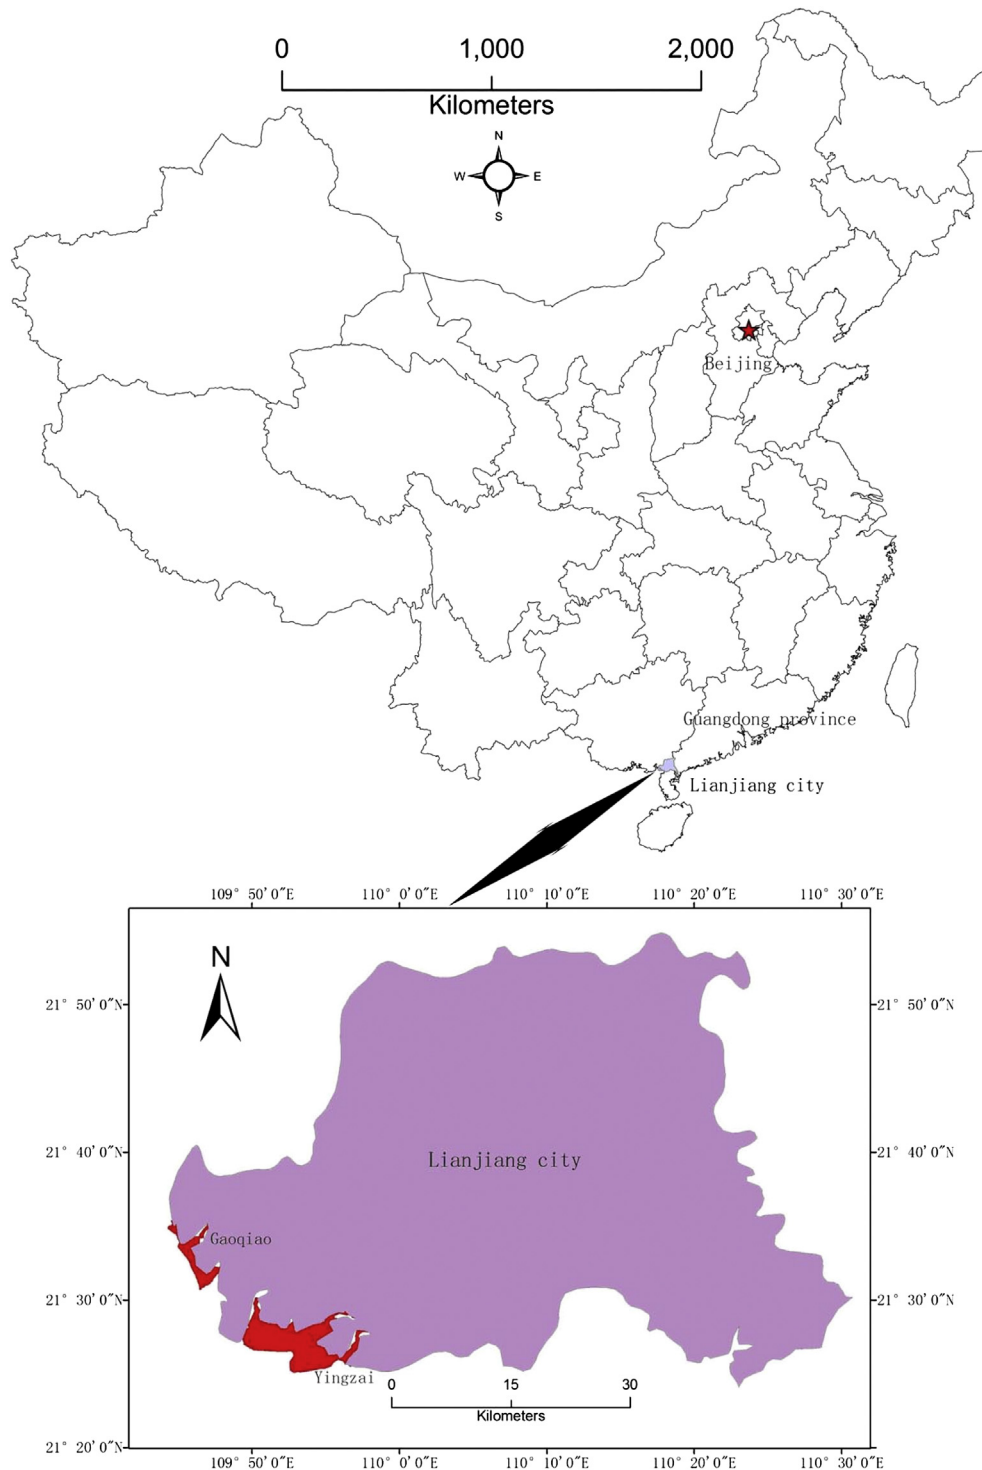 0 1,000 2,000
Kilometers
N
W E
S
Beijing
Guangdong province
Lianjiang city
109° 50'0"E 110° 0'0"E 110° 10'0"E 110° 20'0"E 110° 30'0"E
N
21° 50'0"N 21° 50'0"N
21° 40'0"N 21° 40'0"N
Lianjiang city
Gaoqiao
21° 30'0"N 21° 30'0"N
Yingzai
0 15 30
Kilometers
21° 20'0"N 21° 20'0"N
109° 50'0"E 110° 0'0"E 110° 10'0"E 110° 20'0"E 110° 30'0"E